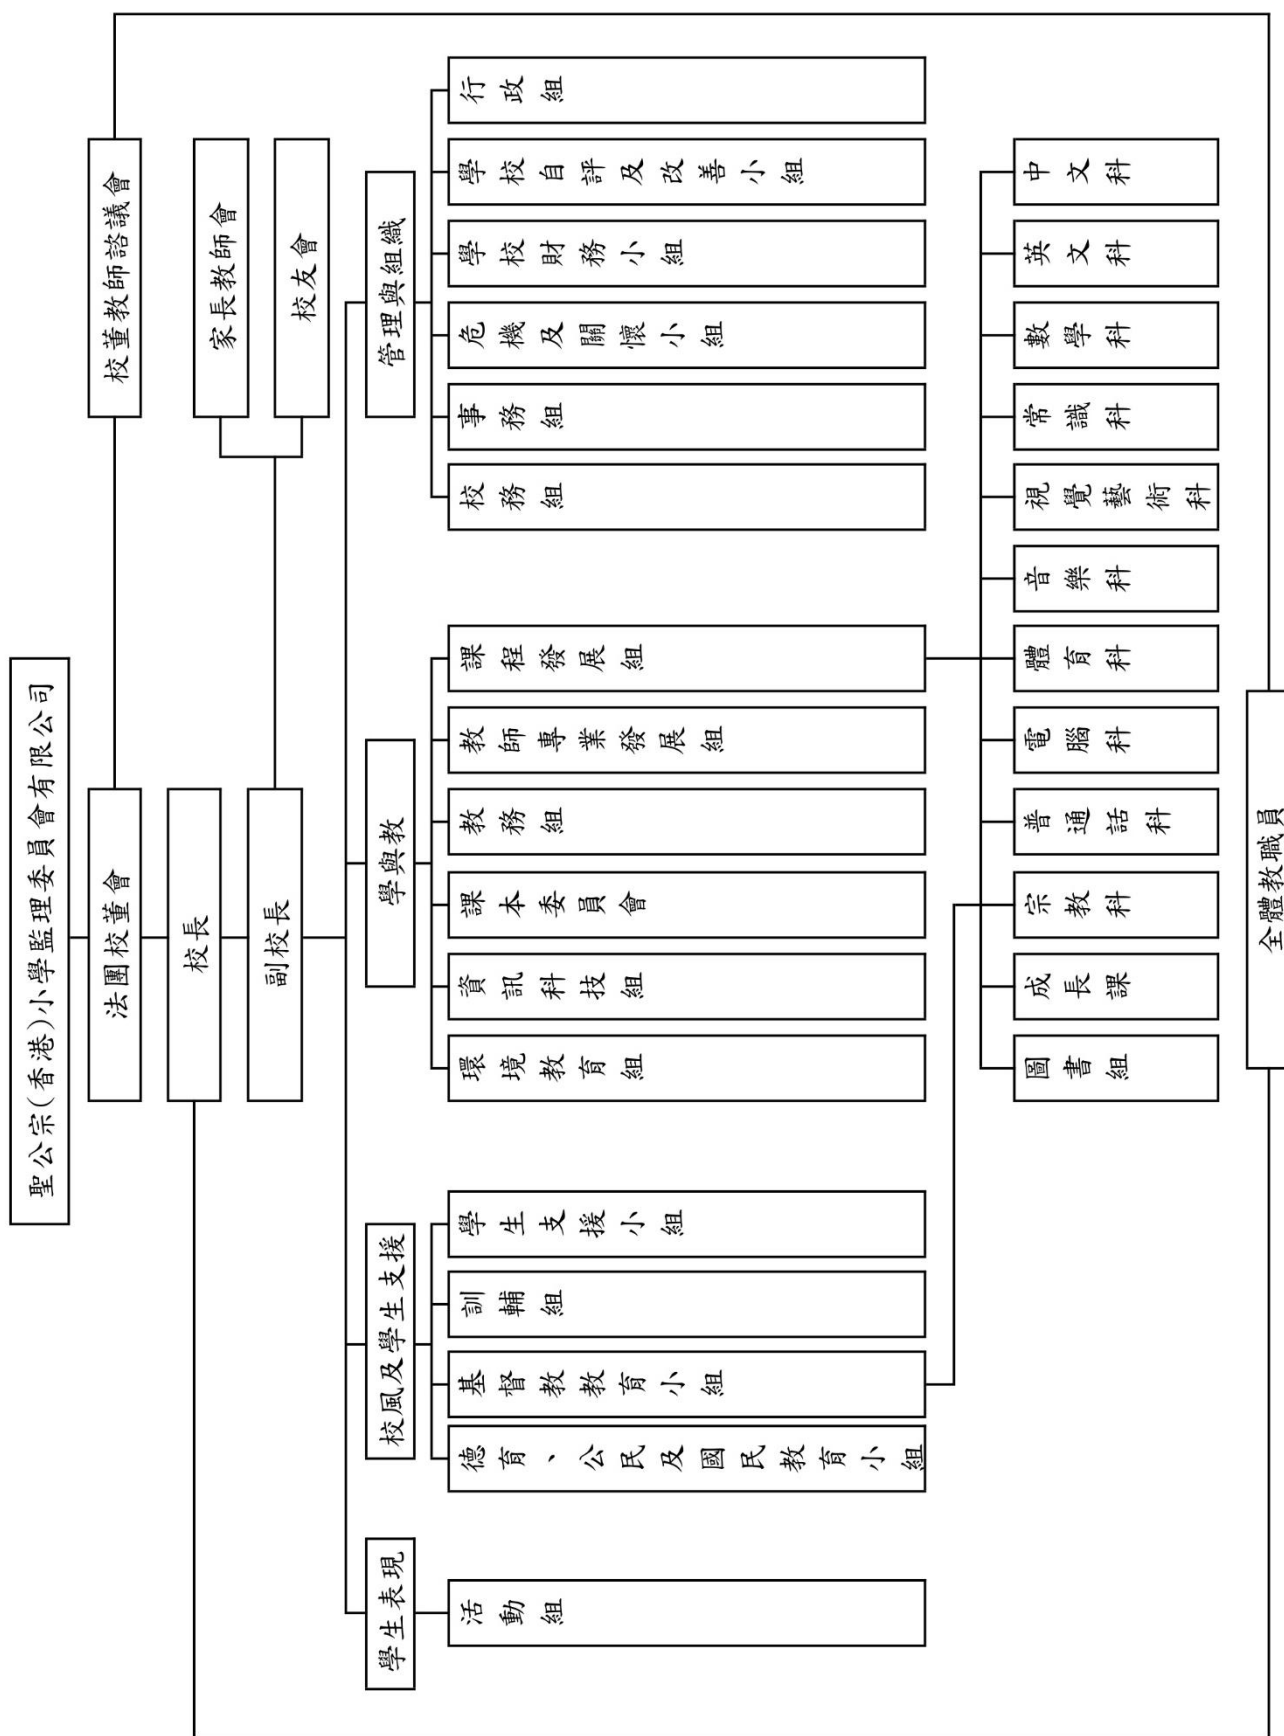 聖公宗(香港)小學監理委員會有限公司
法團校董會
校董教師諮議會
校長
家長教師會
副校長
校友會
學生表現
校風及學生支援
學與教
管理與組織
活動組
德育、公民及國民教育小組
基督教教育小組
訓輔組
學生支援小組
環境教育組
資訊科技組
課本委員會
教務組
教師專業發展組
課程發展組
校務組
事務組
危機及關懷小組
學校財務小組
學校自評及改善小組
行政組
圖書組
成長課
宗教科
普通話科
電腦科
體育科
音樂科
視覺藝術科
常識科
數學科
英文科
中文科
全體教職員